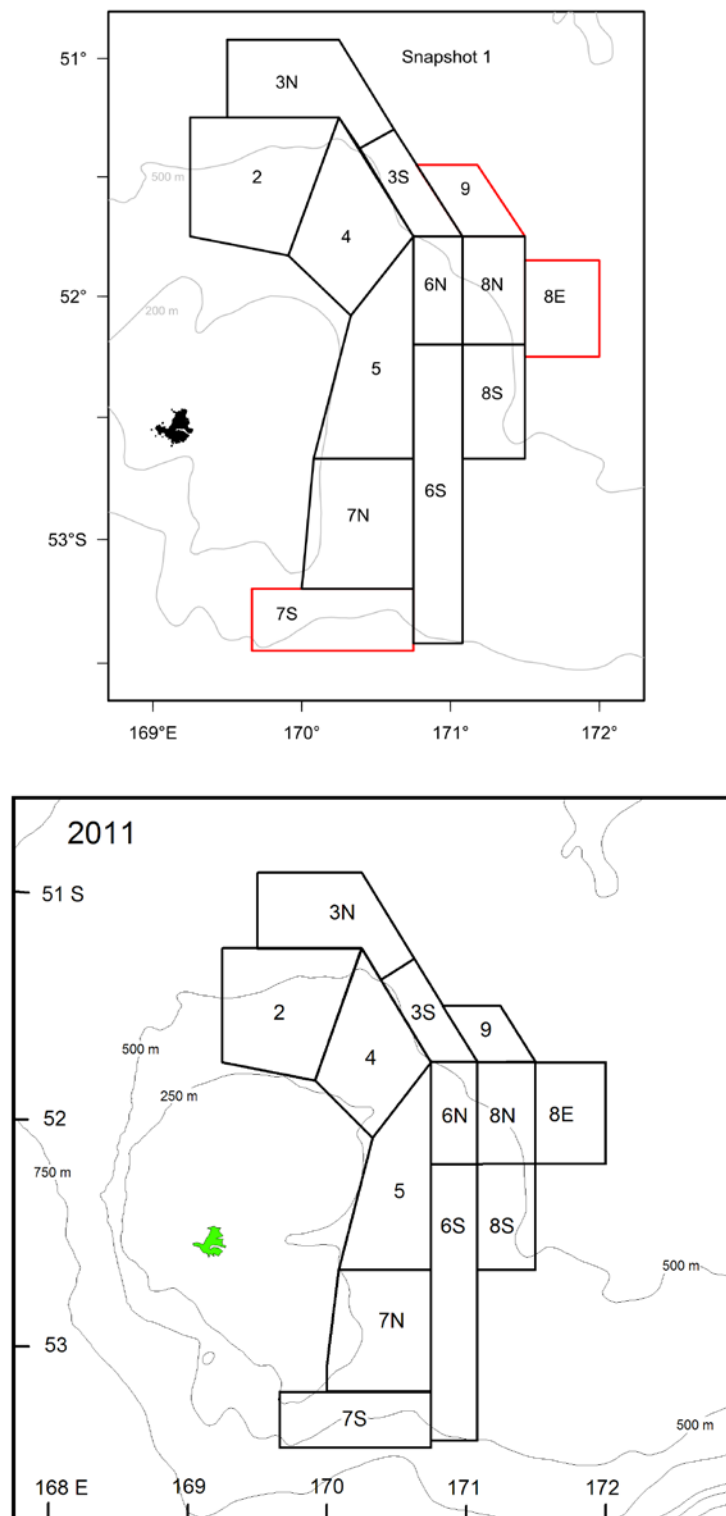 Snapshot 1
51°
3N
3S
9
500 m
2
4
52°
6N
8N
8E
200 m
5
8S
6S
7N
53°S
7S
169°E 170° 171° 172°
2011
51 S
3N
3S
9
2
500 m
4
250 m
52
6N 8N 8E
750 m
5
6S 8S
500 m
7N
53
7S
500 m
168 E 169 170 171 172